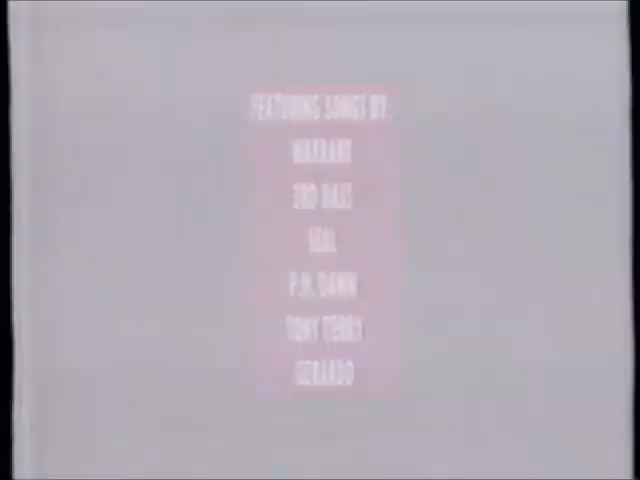 FEATURING SONGS BY:
WARRANT
3RD BASS
SEAL
P.M. DAWN
TONY TERRY
GERARDO